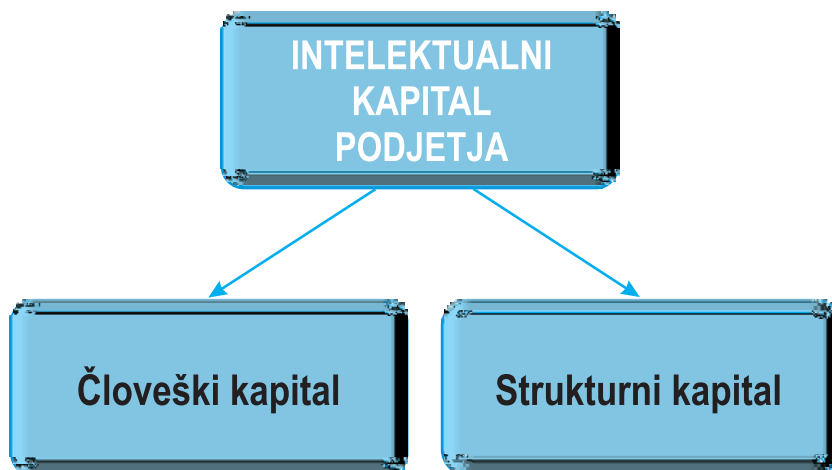 INTELEKTUALNI
KAPITAL
PODJETJA
Človeški kapital
Strukturni kapital